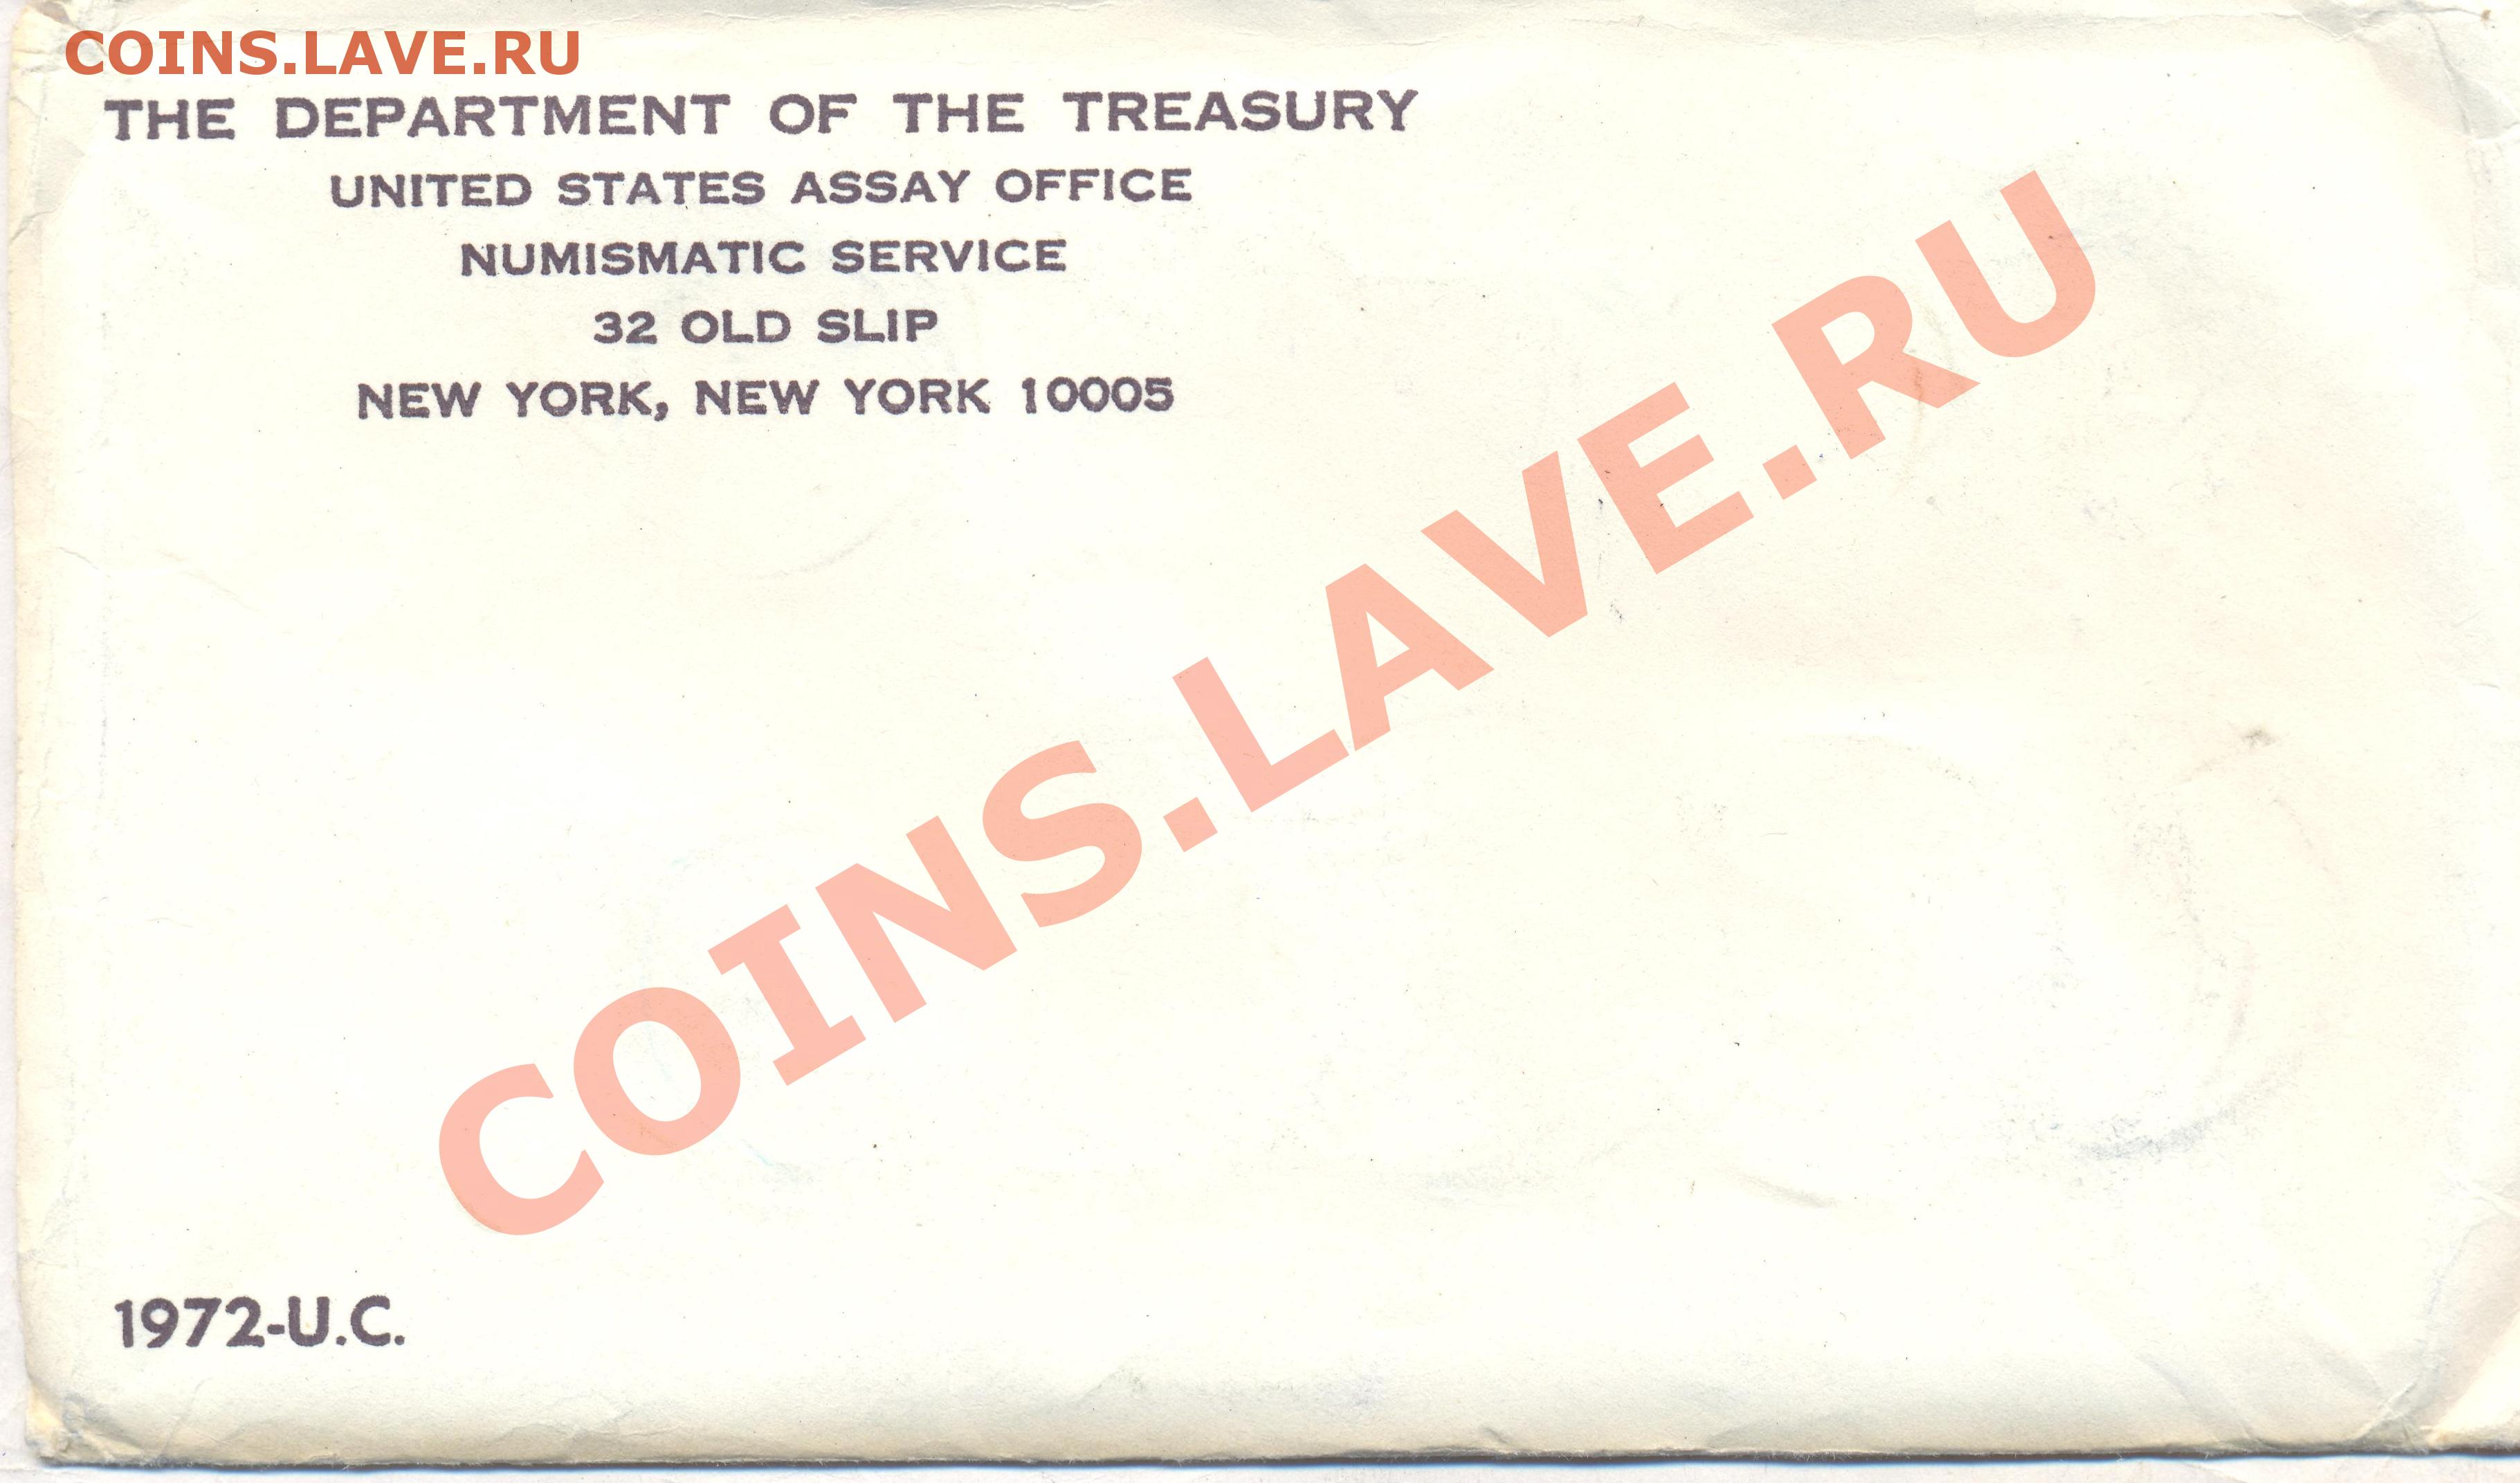 COINS.LAVE.RU
THE DEPARTMENT OF THE TREASURY
UNITED STATES ASSAY OFFICE
NUMISMATIC SERVICE
32 OLD SLIP
NEW YORK, NEW YORK 10005
COINS.LAVE.RU
1972-U.C.